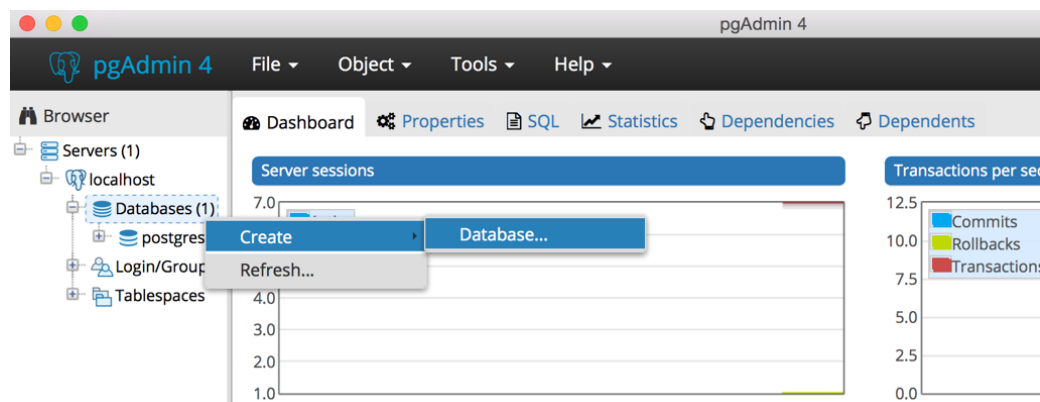 pgAdmin 4
pgAdmin 4 File Object Tools Help
Browser
Dashboard Properties SQL Statistics Dependencies Dependents
Servers (1)
localhost
Databases (1)
postgres
Login/Group
Tablespaces
Create
Refresh...
Database...
Server sessions
7.0
4.0
3.0
2.0
1.0
Transactions per sec
12.5
10.0
7.5
5.0
2.5
0.0
Commits
Rollbacks
Transactions